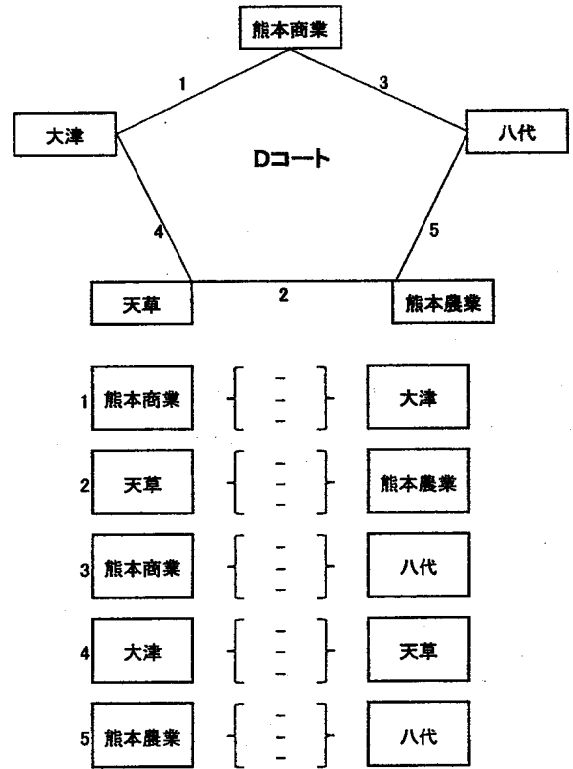 熊本商業
1
3
大津
八代
Dコート
4
5
天草
2
熊本農業
1 熊本商業 - - - 大津
2 天草 - - - 熊本農業
3 熊本商業 - - - 八代
4 大津 - - - 天草
5 熊本農業 - - - 八代